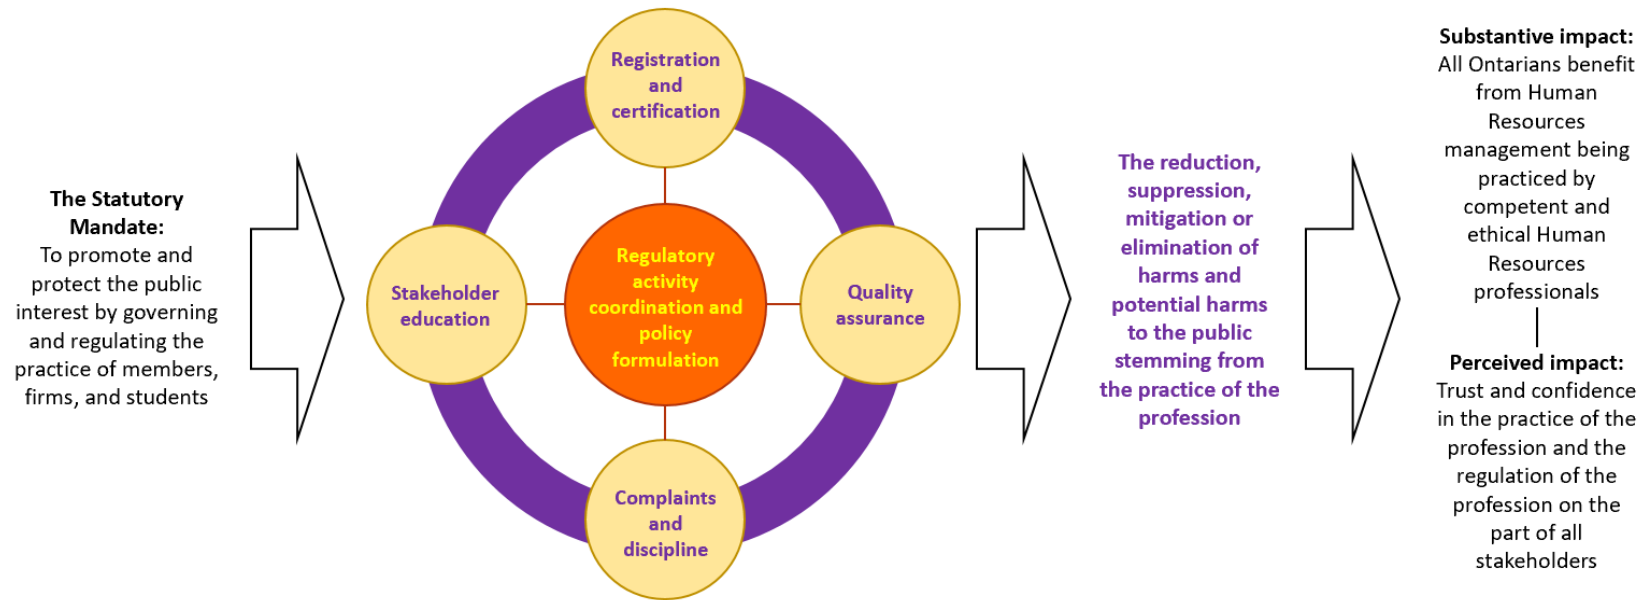 The Statutory
Mandate:
To promote and
protect the public
interest by governing
and regulating the
practice of members,
firms, and students
Registration
and
certification
Stakeholder
education
Regulatory
activity
coordination and
policy
formulation
Quality
assurance
Complaints
and
discipline
The reduction,
suppression,
mitigation or
elimination of
harms and
potential harms
to the public
stemming from
the practice of the
profession
Substantive impact:
All Ontarians benefit
from Human
Resources
management being
practiced by
competent and
ethical Human
Resources
professionals
Perceived impact:
Trust and confidence
in the practice of the
profession and the
regulation of the
profession on the
part of all
stakeholders